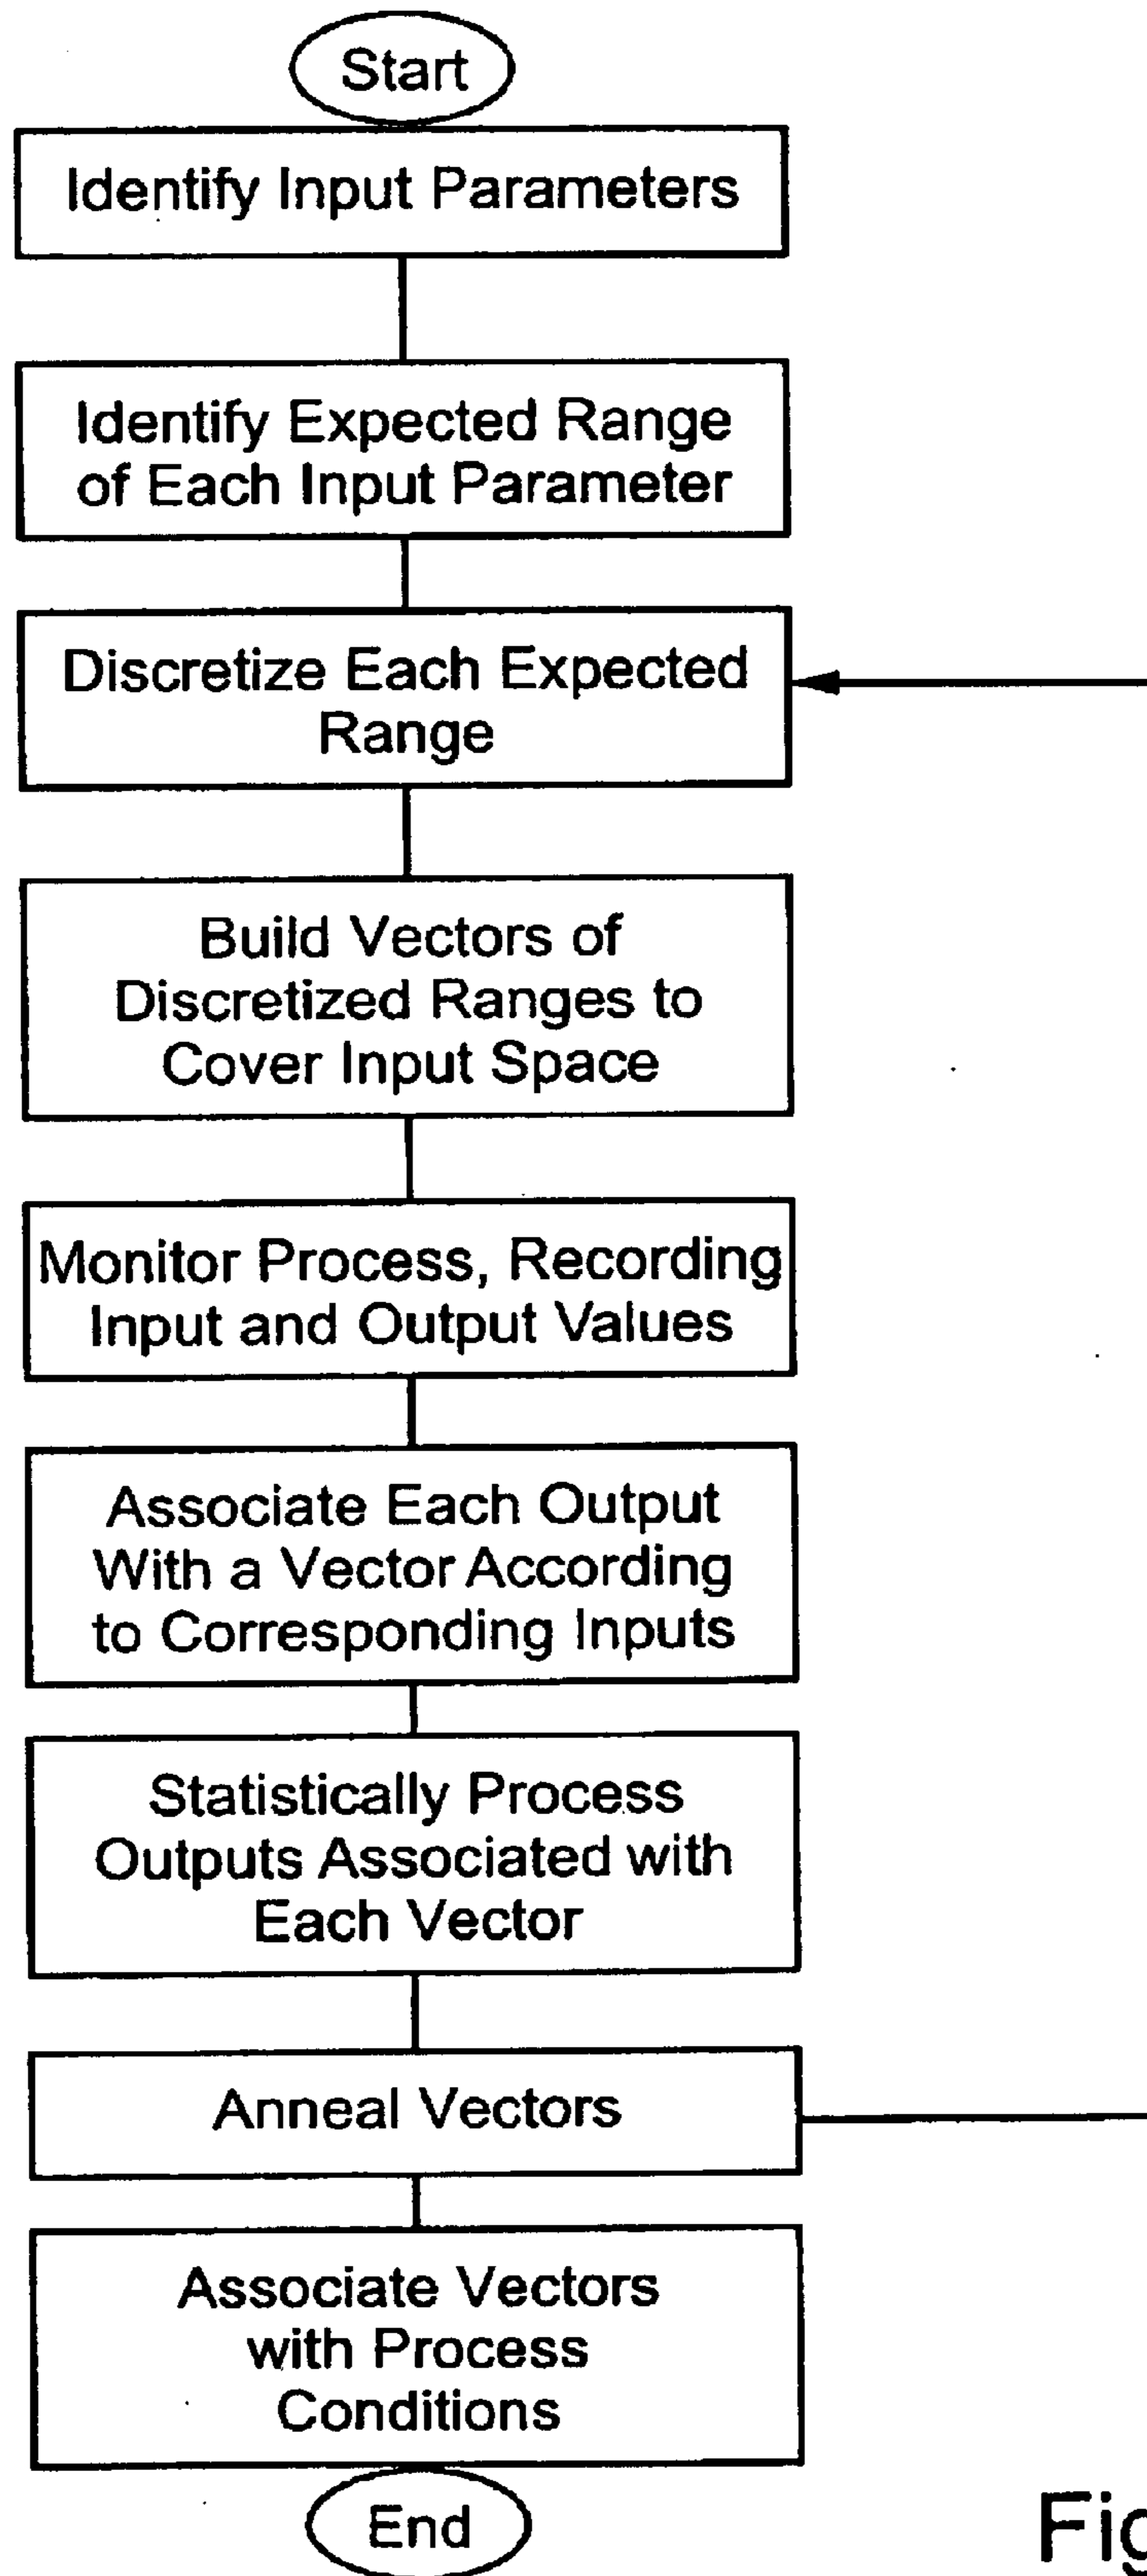 Start
Identify Input Parameters
Identify Expected Range
of Each Input Parameter
Discretize Each Expected
Range
Build Vectors of
Discretized Ranges to
Cover Input Space
Monitor Process, Recording
Input and Output Values
Associate Each Output
With a Vector According
to Corresponding Inputs
Statistically Process
Outputs Associated with
Each Vector
Anneal Vectors
Associate Vectors
with Process
Conditions
End
Fig